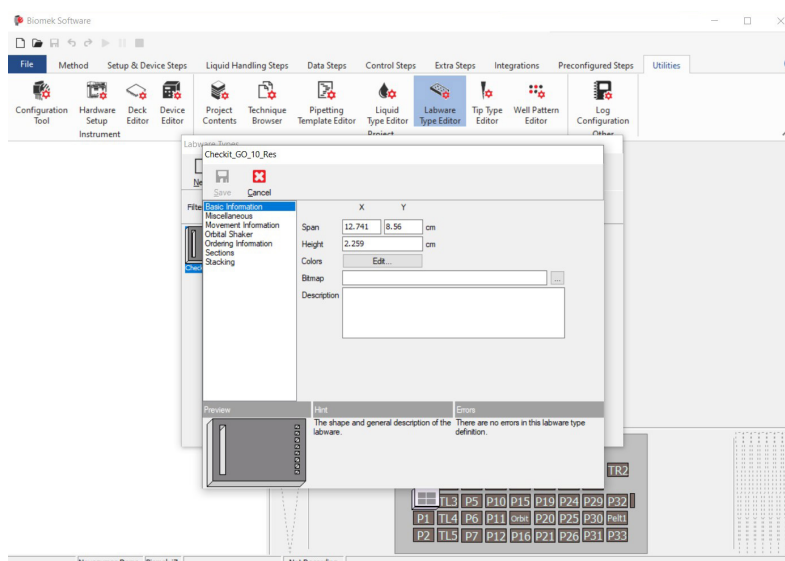 Biomek Software
File Method Setup & Device Steps Liquid Handling Steps Data Steps Control Steps Extra Steps Integrations Preconfigured Steps Utilities
Configuration Tool
Hardware Setup
Deck Editor
Device Editor
Project Contents
Technique Browser
Pipetting Template Editor
Liquid Type Editor
Labware Type Editor
Tip Type Editor
Well Pattern Editor
Log Configuration
Instrument
Checkit_GO_10_Res
Save Cancel
Basic Information
Miscellaneous
Movement Information
Orbital Shaker
Ordering Information
Sections
Stacking
X Y
Span 12.741 8.56 cm
Height 2.259 cm
Colors Edit...
Bitmap ...
Description
Preview
Hint
The shape and general description of the
labware.
Errors
There are no errors in this labware type
definition.
TR2
TL3 P5 P10 P15 P19 P24 P29 P32
P1 TL4 P6 P11 Orbit P20 P25 P30 Pelt1
P2 TL5 P7 P12 P16 P21 P26 P31 P33